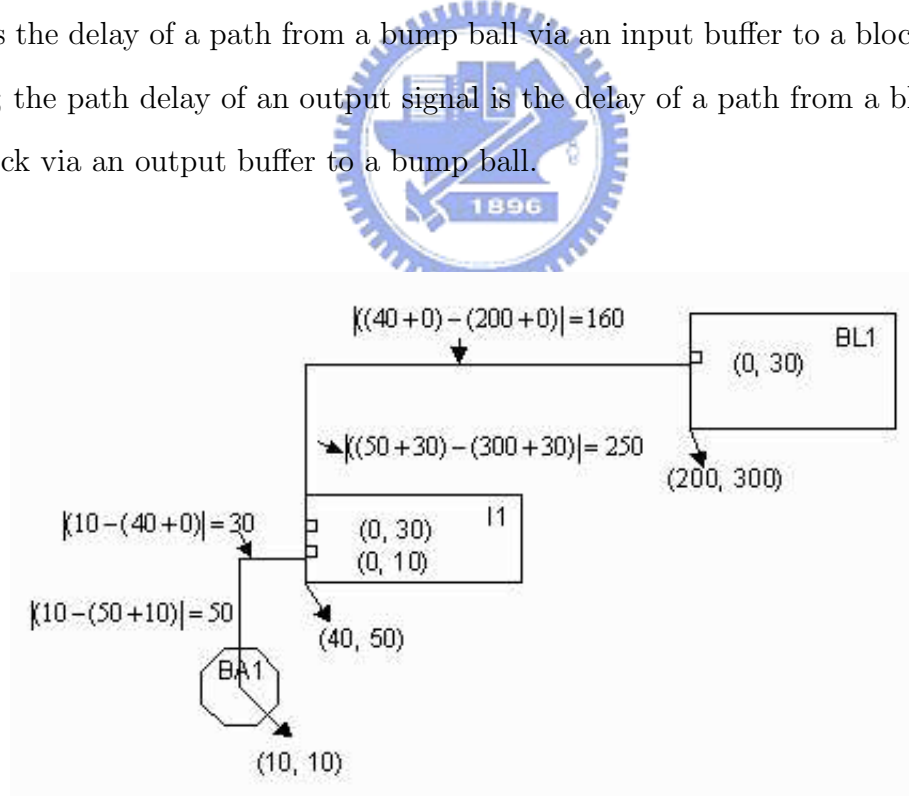 s the delay of a path from a bump ball via an input buffer to a bloc
the path delay of an output signal is the delay of a path from a bl
ck via an output buffer to a bump ball.
1896
|((40+0)−(200+0)|=160
BL1
(0, 30)
|((50+30)−(300+30)|=250
(200, 300)
I1
|(10−(40+0)|=30
(0, 30)
(0, 10)
|(10−(50+10)|=50
(40, 50)
BA1
(10, 10)